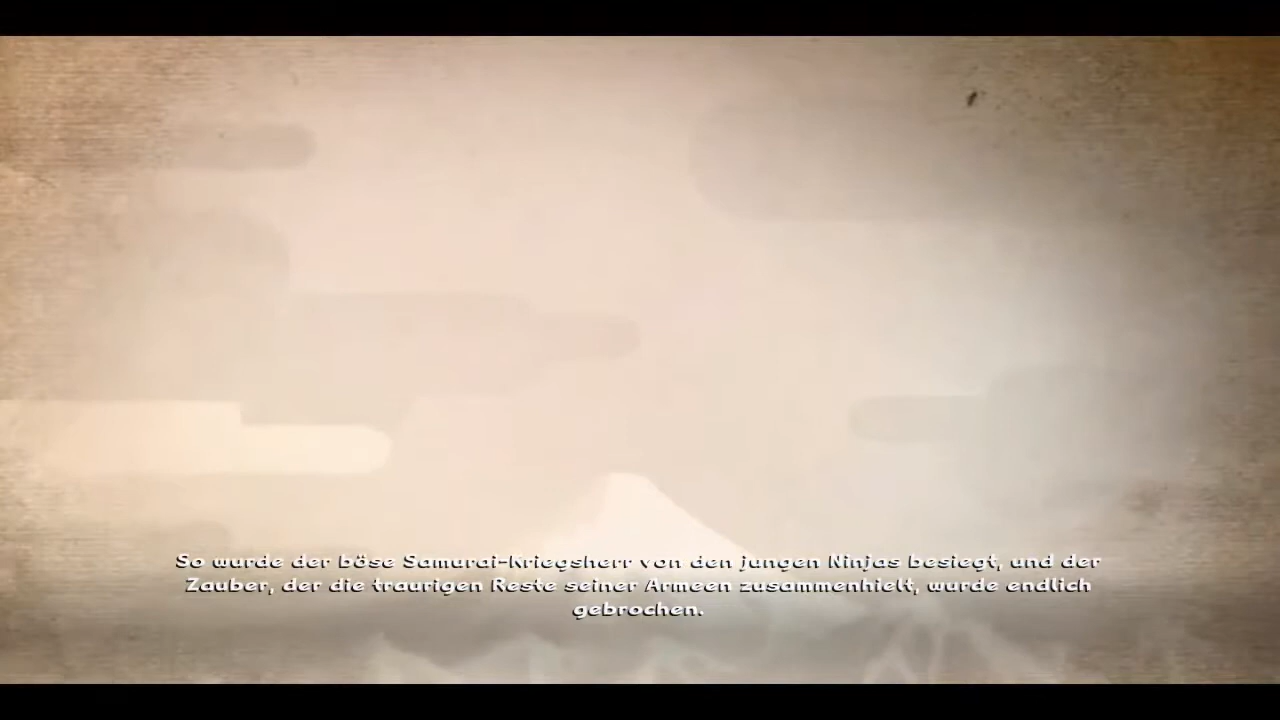 So wurde der böse Samurai-Kriegsherr von den jungen Ninjas besiegt, und der
Zauber, der die traurigen Reste seiner Armeen zusammenhielt, wurde endlich
gebrochen.